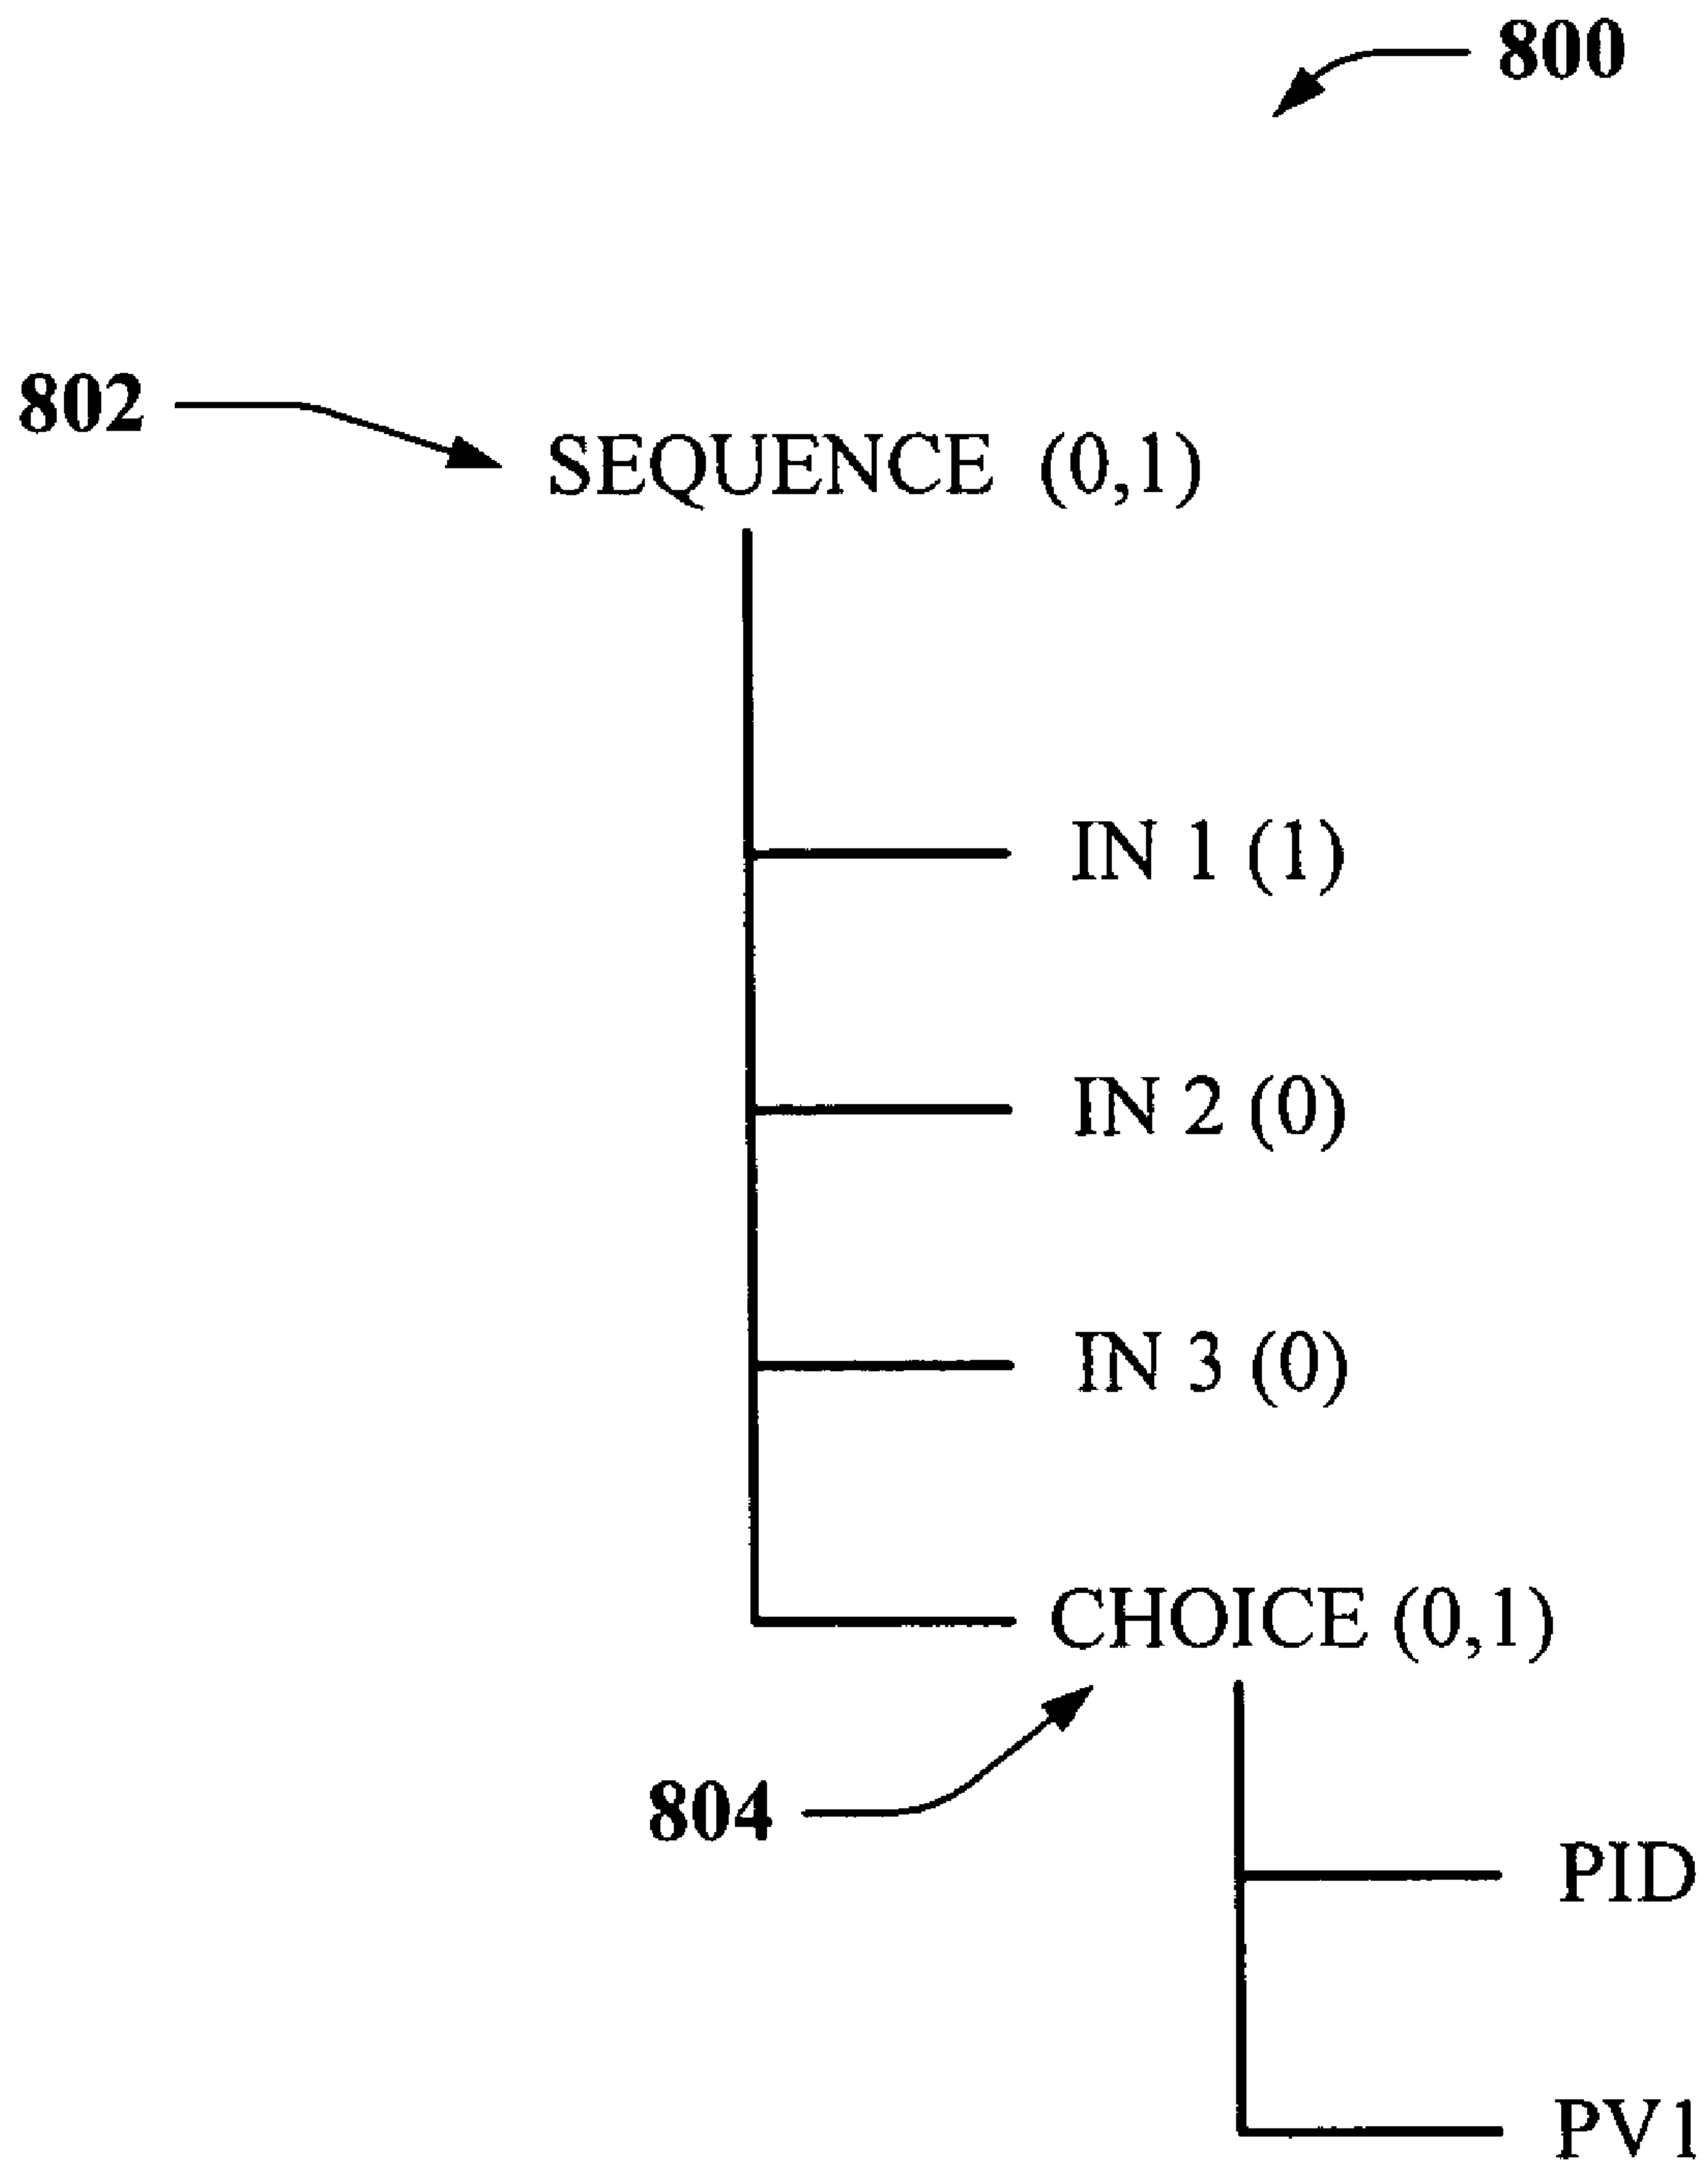 800
802
SEQUENCE (0,1)
IN 1 (1)
IN 2 (0)
IN 3 (0)
CHOICE (0,1)
804
PID
PV1